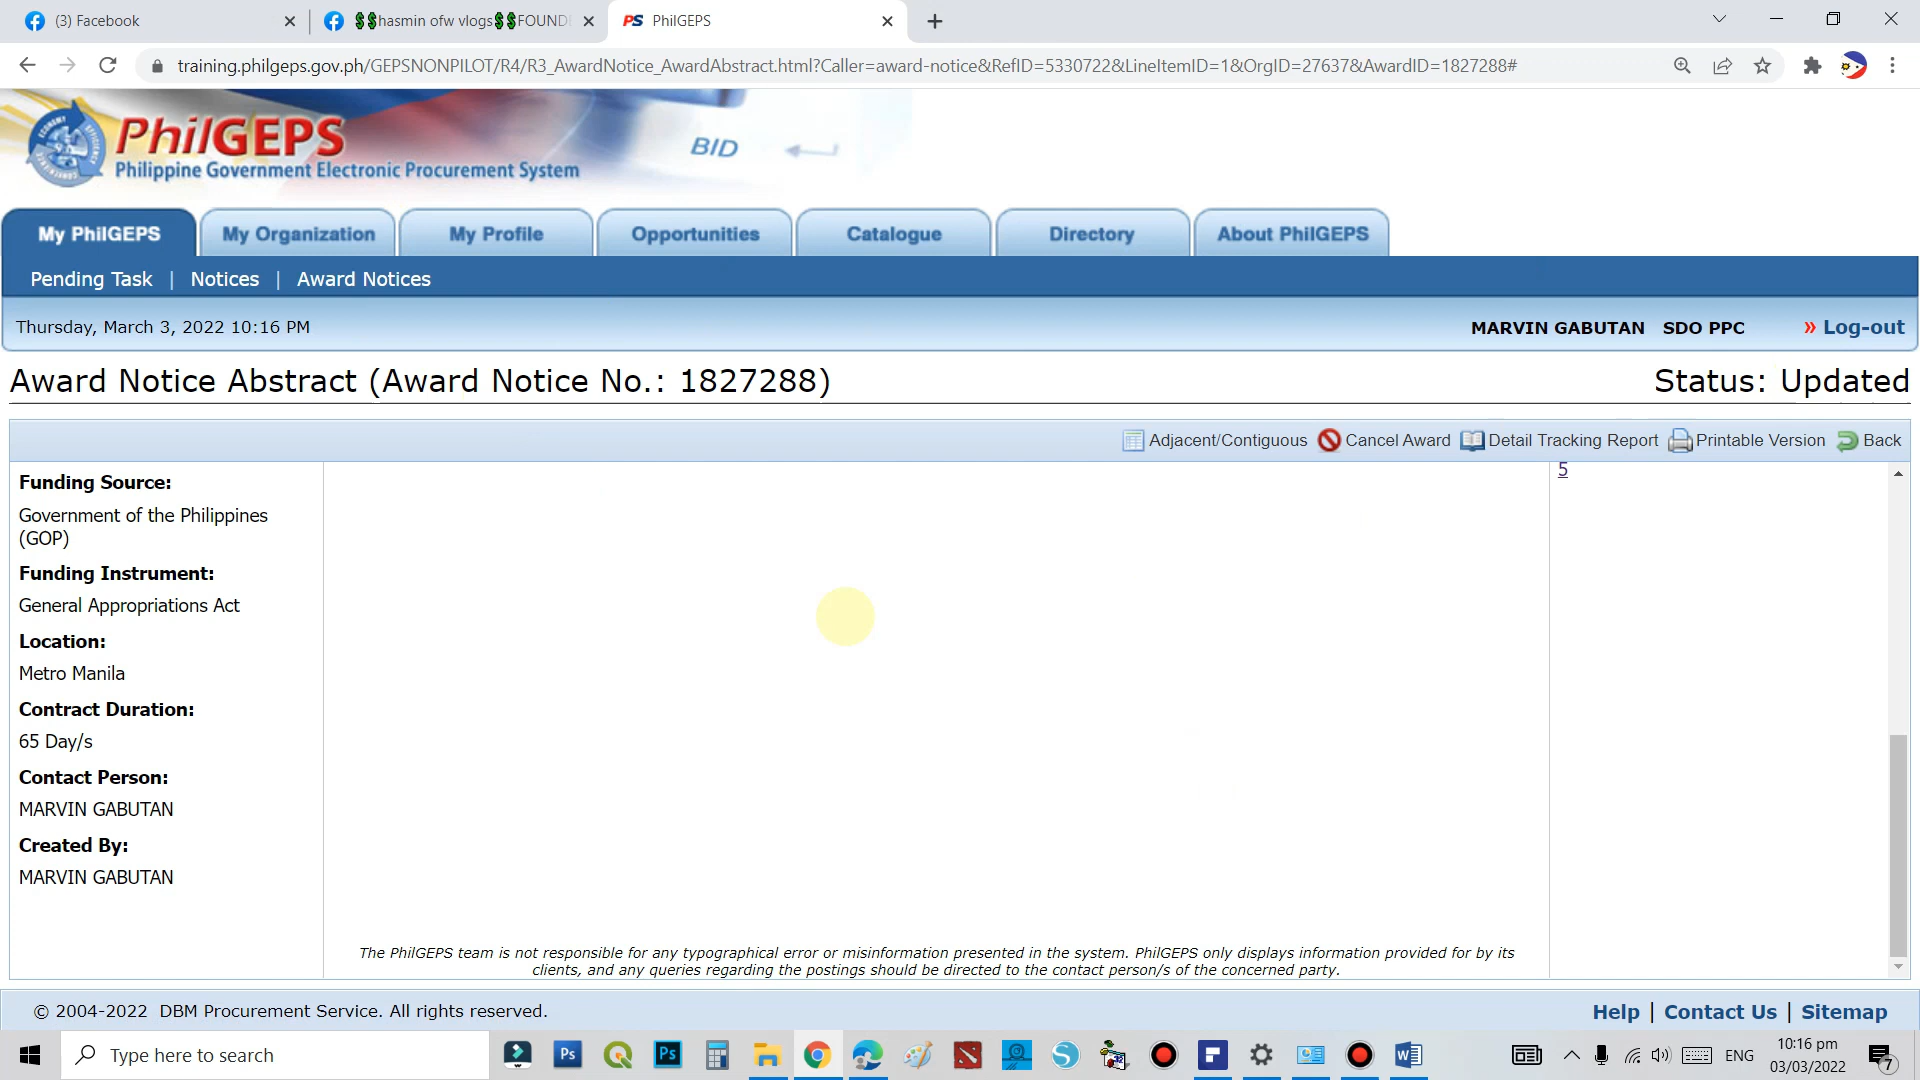 (3) Facebook
$$hasmin ofw vlogs$$FOUND
PS PhilGEPS
training.philgeps.gov.ph/GEPSNONPILOT/R4/R3_AwardNotice_AwardAbstract.html?Caller=award-notice&RefID=5330722&LineItemID=1&OrgID=27637&AwardID=1827288#
PhilGEPS
Philippine Government Electronic Procurement System
BID
My PhilGEPS My Organization My Profile Opportunities Catalogue Directory About PhilGEPS
Pending Task | Notices | Award Notices
Thursday, March 3, 2022 10:16 PM
MARVIN GABUTAN SDO PPC » Log-out
Award Notice Abstract (Award Notice No.: 1827288)
Status: Updated
Adjacent/Contiguous Cancel Award Detail Tracking Report Printable Version Back
Funding Source:
Government of the Philippines
(GOP)
Funding Instrument:
General Appropriations Act
Location:
Metro Manila
Contract Duration:
65 Day/s
Contact Person:
MARVIN GABUTAN
Created By:
MARVIN GABUTAN
5
The PhilGEPS team is not responsible for any typographical error or misinformation presented in the system. PhilGEPS only displays information provided for by its
clients, and any queries regarding the postings should be directed to the contact person/s of the concerned party.
© 2004-2022 DBM Procurement Service. All rights reserved.
Help | Contact Us | Sitemap
Type here to search
Ps
Ps
ENG
10:16 pm
03/03/2022
7